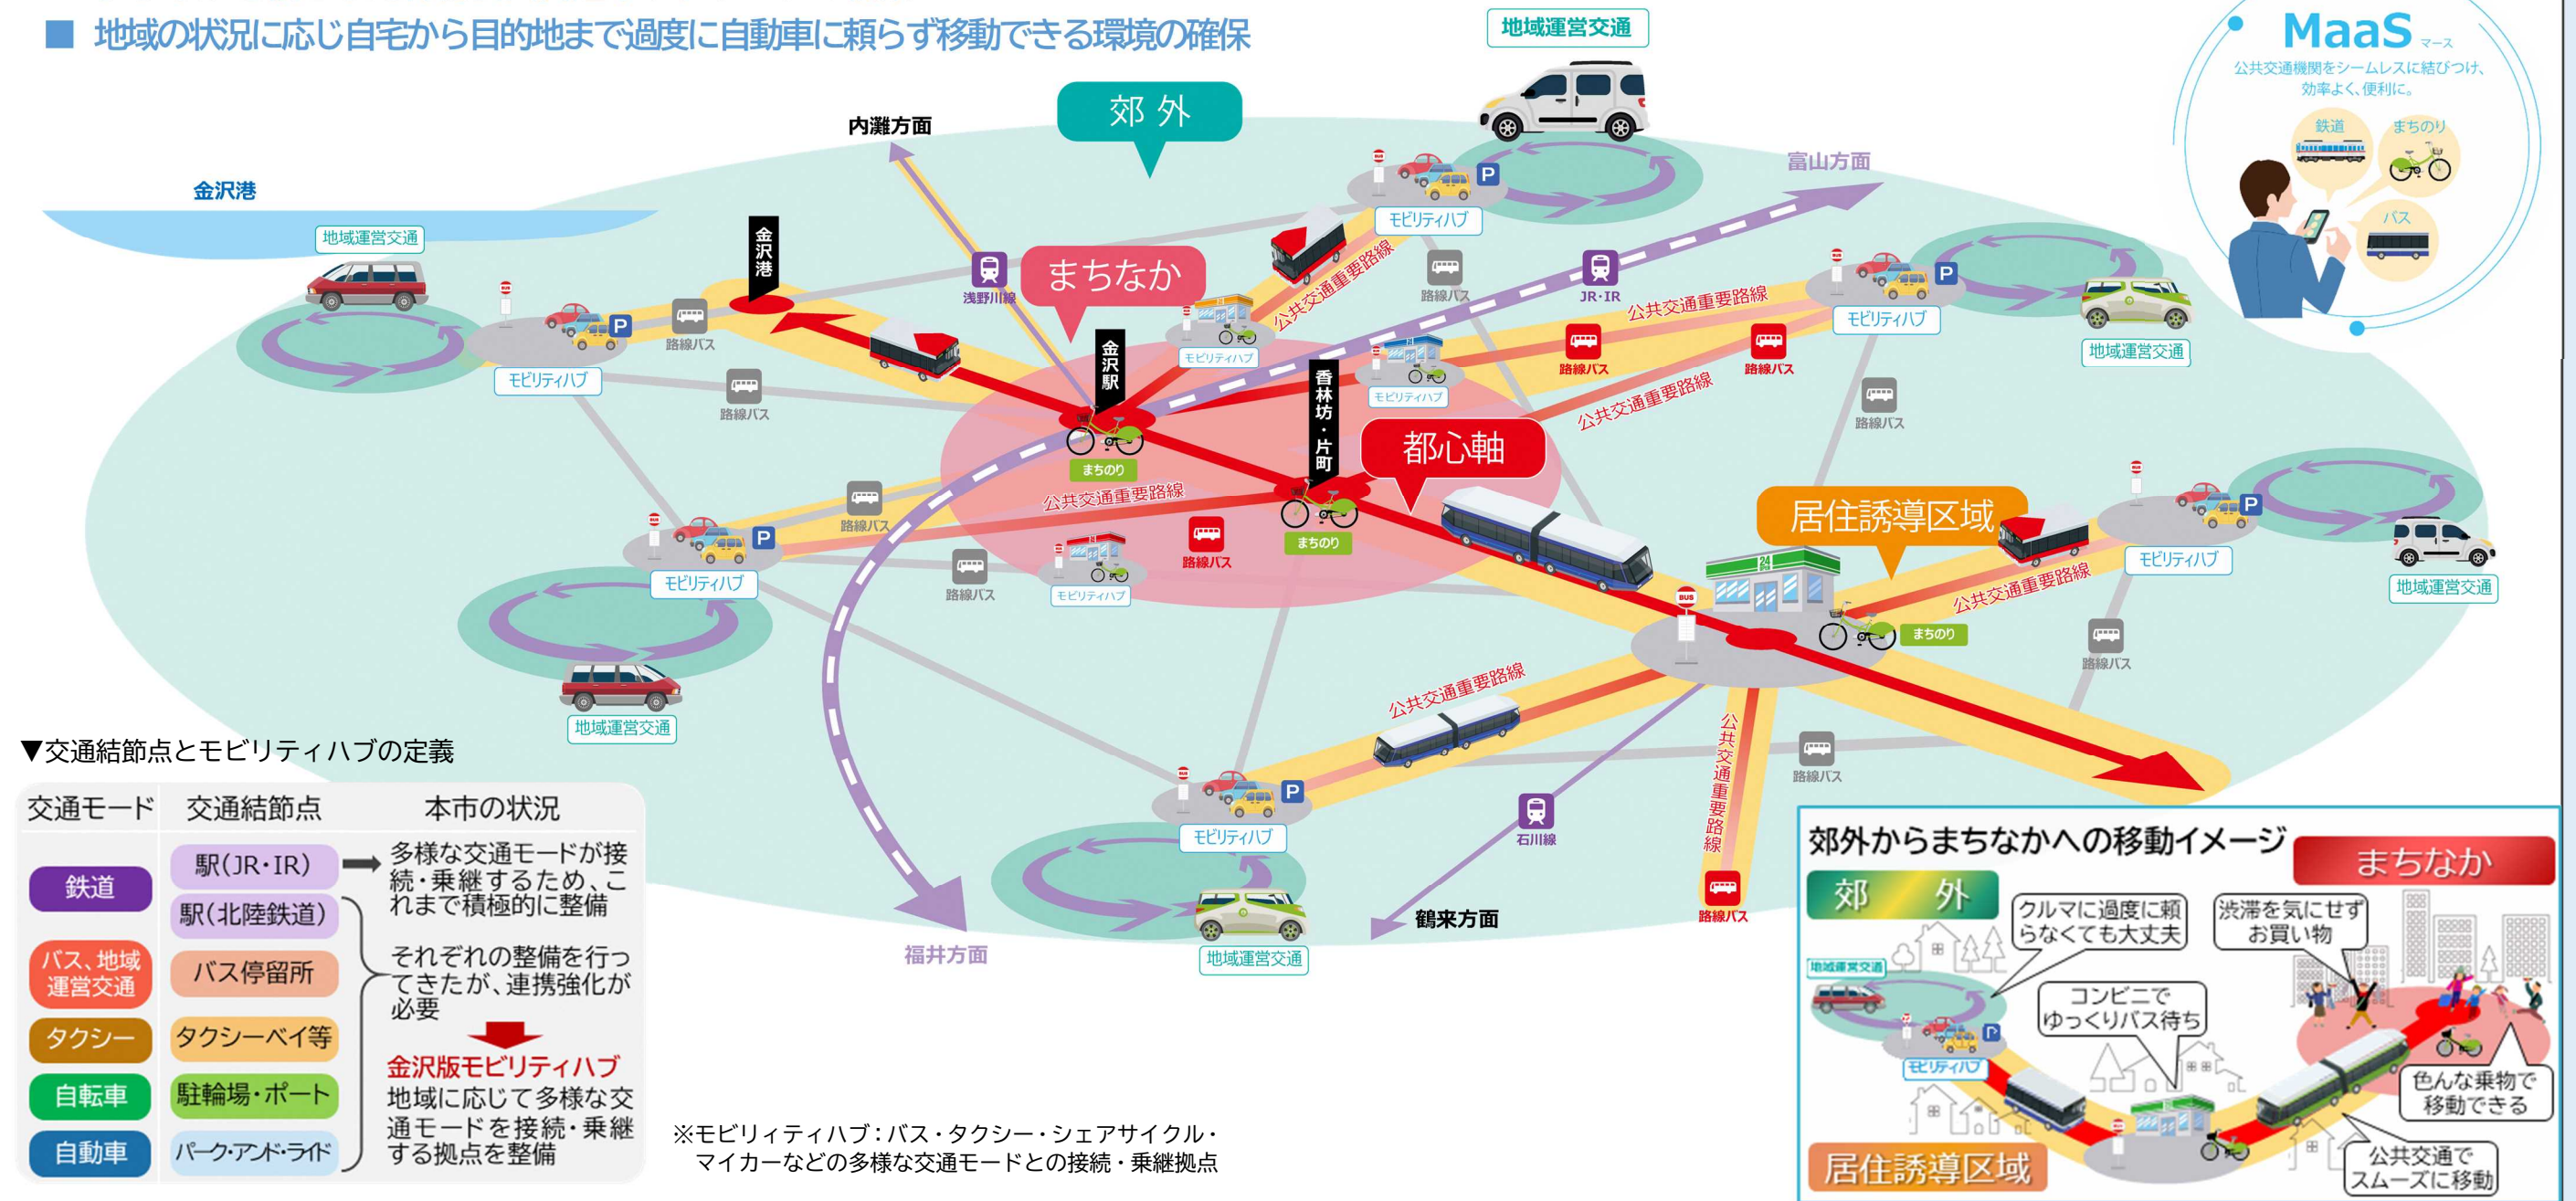 ■ 地域の状況に応じ自宅から目的地まで過度に自動車に頼らず移動できる環境の確保
地域運営交通
MaaS マース
公共交通機関をシームレスに結びつけ、
効率よく、便利に。
鉄道
まちのり
バス
郊 外
内灘方面
富山方面
金沢港
地域運営交通
金沢港
BUS
P
モビリティハブ
路線バス
浅野川線
まちなか
公共交通重要路線
路線バス
JR・IR
公共交通重要路線
BUS
P
モビリティハブ
地域運営交通
BUS
P
モビリティハブ
路線バス
路線バス
金沢駅
モビリティハブ
モビリティハブ
路線バス
路線バス
公共交通重要路線
路線バス
香林坊・片町
都心軸
まちのり
まちのり
路線バス
公共交通重要路線
路線バス
路線バス
モビリティハブ
BUS
P
モビリティハブ
地域運営交通
居住誘導区域
24
BUS
まちのり
公共交通重要路線
BUS
P
モビリティハブ
地域運営交通
路線バス
公共交通重要路線
公共交通重要路線
路線バス
路線バス
石川線
鶴来方面
福井方面
BUS
P
モビリティハブ
地域運営交通
▼交通結節点とモビリティハブの定義
交通モード 交通結節点 本市の状況
鉄道
駅(JR・IR)
駅(北陸鉄道)
多様な交通モードが接
続・乗継するため、こ
れまで積極的に整備
バス、地域
運営交通
バス停留所
それぞれの整備を行っ
てきたが、連携強化が
必要
タクシー
タクシーベイ等
自転車
駐輪場・ポート
自動車
パーク・アンド・ライド
金沢版モビリティハブ
地域に応じて多様な交
通モードを接続・乗継
する拠点を整備
※モビリィティハブ：バス・タクシー・シェアサイクル・
マイカーなどの多様な交通モードとの接続・乗継拠点
郊外からまちなかへの移動イメージ
まちなか
郊 外
クルマに過度に頼
らなくても大丈夫
渋滞を気にせず
お買い物
地域運営交通
コンビニで
ゆっくりバス待ち
モビリティハブ
色んな乗物で
移動できる
居住誘導区域
公共交通で
スムーズに移動